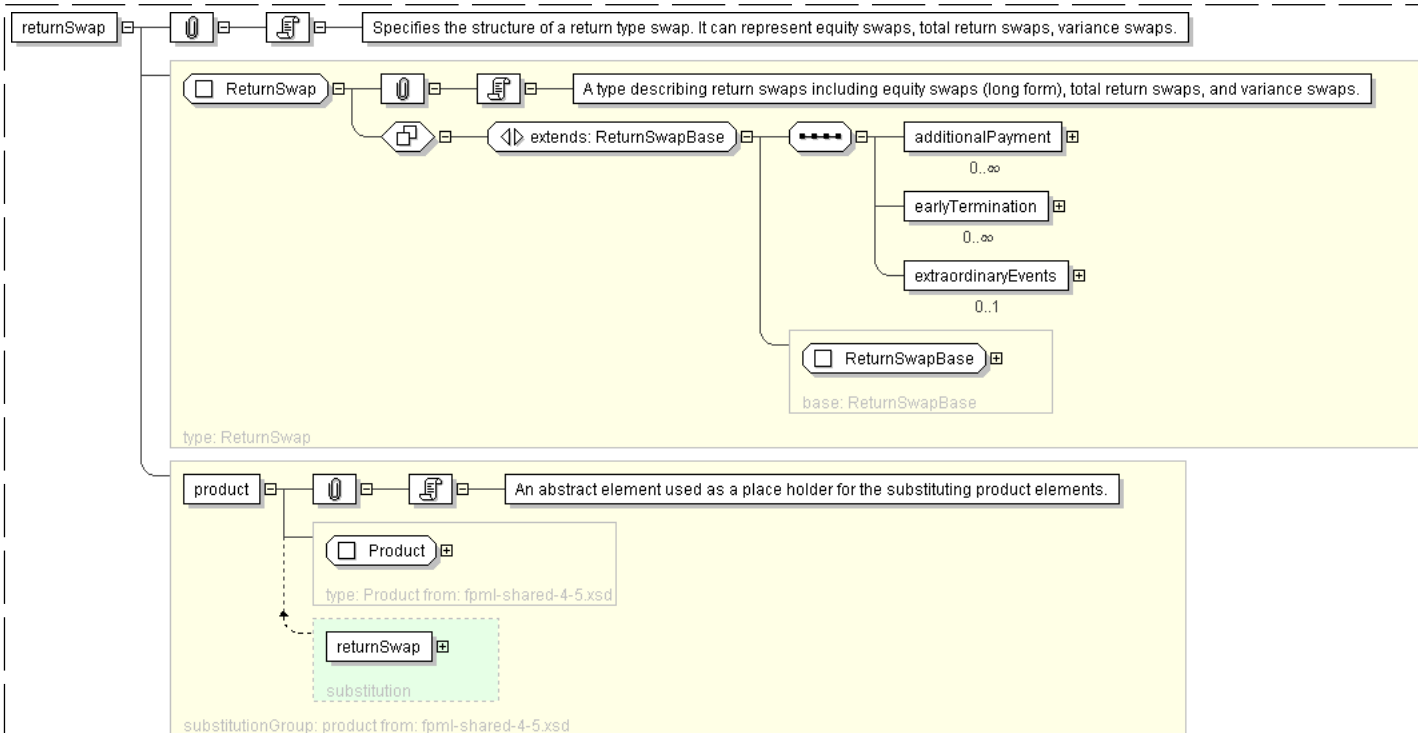 returnSwap
Specifies the structure of a return type swap. It can represent equity swaps, total return swaps, variance swaps.
ReturnSwap
A type describing return swaps including equity swaps (long form), total return swaps, and variance swaps.
extends: ReturnSwapBase
additionalPayment
0..∞
earlyTermination
0..∞
extraordinaryEvents
0..1
ReturnSwapBase
base: ReturnSwapBase
type: ReturnSwap
product
An abstract element used as a place holder for the substituting product elements.
Product
type: Product from: fpml-shared-4-5.xsd
returnSwap
substitution
substitutionGroup: product from: fpml-shared-4-5.xsd